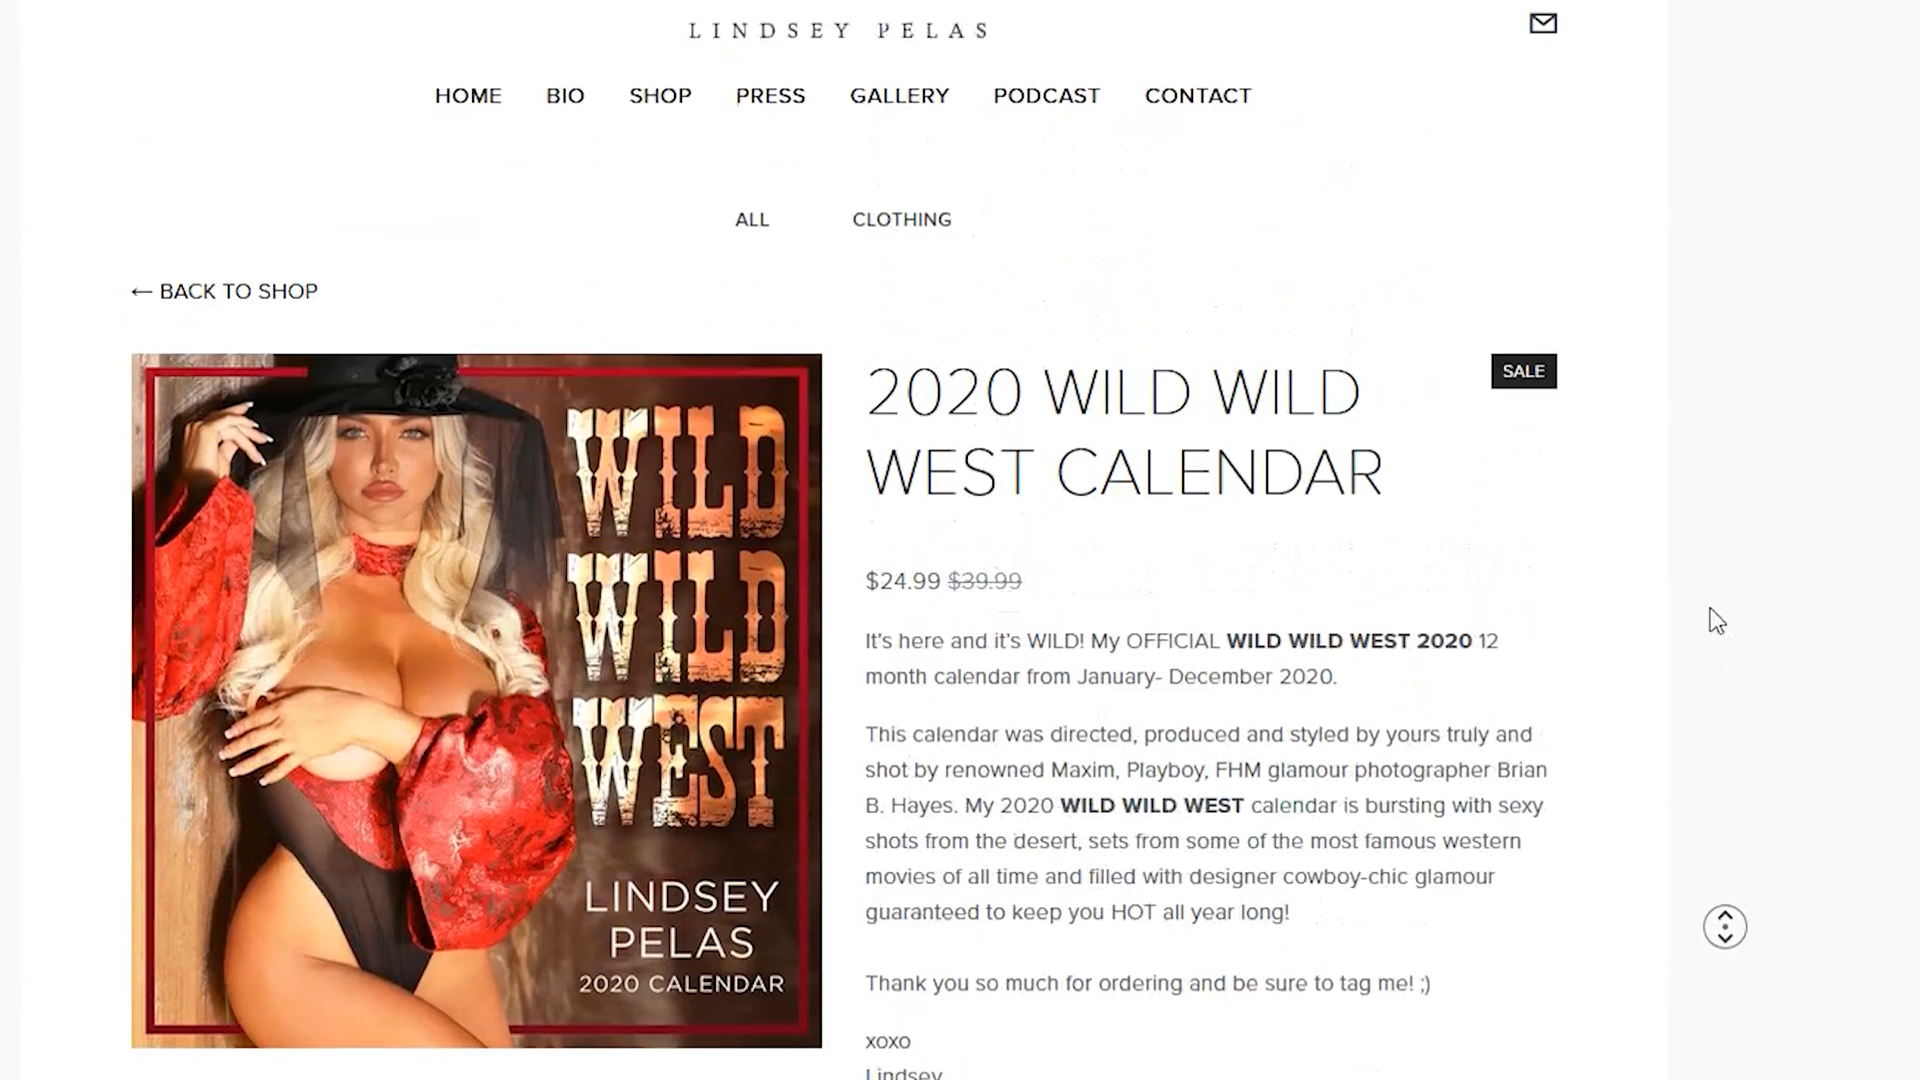 LINDSEY PELAS
HOME BIO SHOP PRESS GALLERY PODCAST CONTACT
ALL CLOTHING
← BACK TO SHOP
WILD
WILD
WEST
LINDSEY
PELAS
2020 CALENDAR
2020 WILD WILD
WEST CALENDAR
SALE
$24.99 $39.99
It's here and it's WILD! My OFFICIAL WILD WILD WEST 2020 12
month calendar from January- December 2020.
This calendar was directed, produced and styled by yours truly and
shot by renowned Maxim, Playboy, FHM glamour photographer Brian
B. Hayes. My 2020 WILD WILD WEST calendar is bursting with sexy
shots from the desert, sets from some of the most famous western
movies of all time and filled with designer cowboy-chic glamour
guaranteed to keep you HOT all year long!
Thank you so much for ordering and be sure to tag me! ;)
xoxo
Lindsey